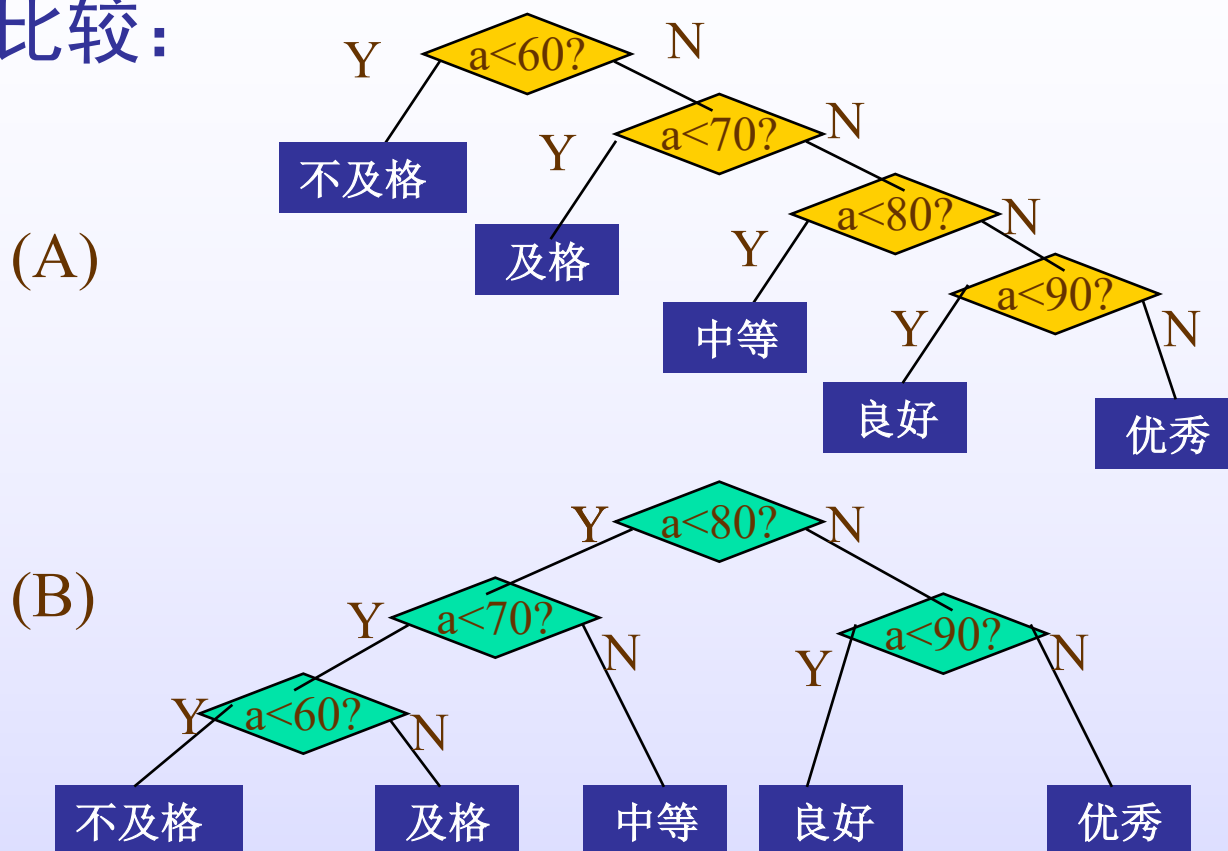 比较：
Y a<60? N
不及格
Y a<70? N
及格
Y a<80? N
中等
Y a<90? N
良好
优秀
(A)
Y a<80? N
(B)
Y a<70? N
Y a<90? N
Y a<60? N
不及格 及格 中等 良好 优秀